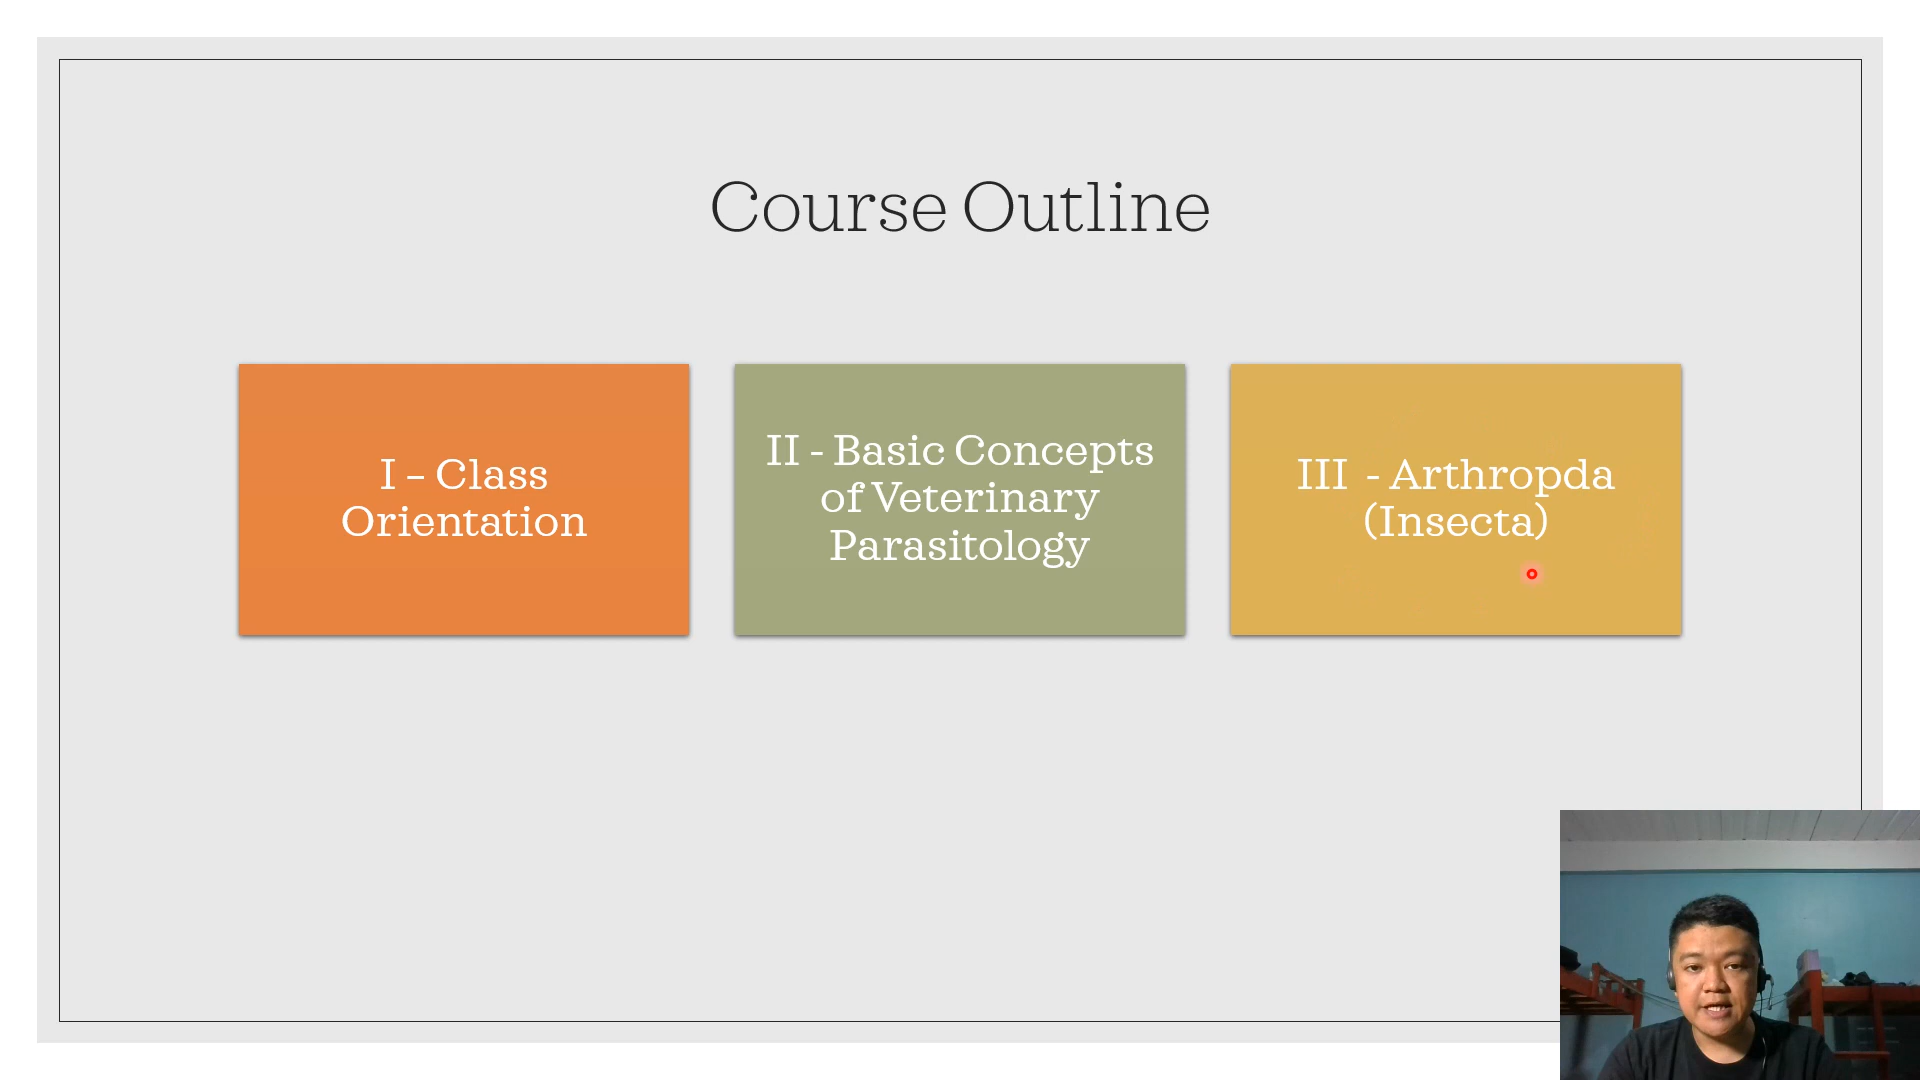 Course Outline
I – Class
Orientation
II - Basic Concepts
of Veterinary
Parasitology
III  - Arthropda
(Insecta)